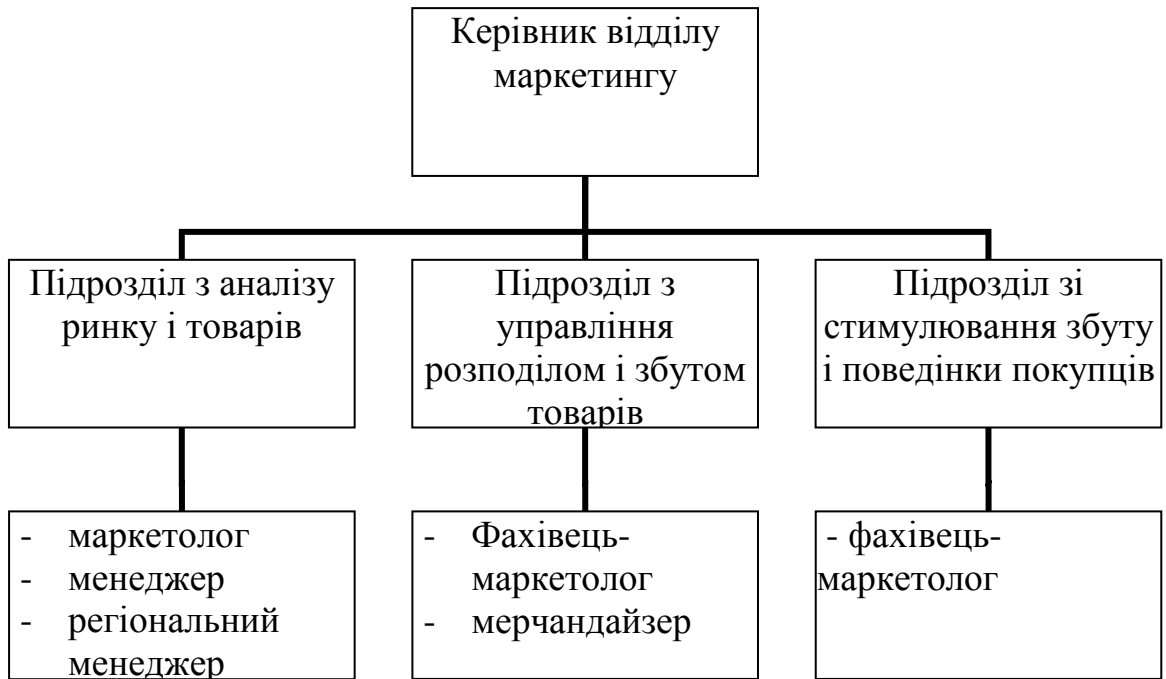 Керівник відділу
маркетингу
Підрозділ з аналізу
ринку і товарів
Підрозділ з
управління
розподілом і збутом
товарів
Підрозділ зі
стимулювання збуту
і поведінки покупців
- маркетолог
- менеджер
- регіональний
менеджер
- Фахівець-
маркетолог
- мерчандайзер
- фахівець-
маркетолог